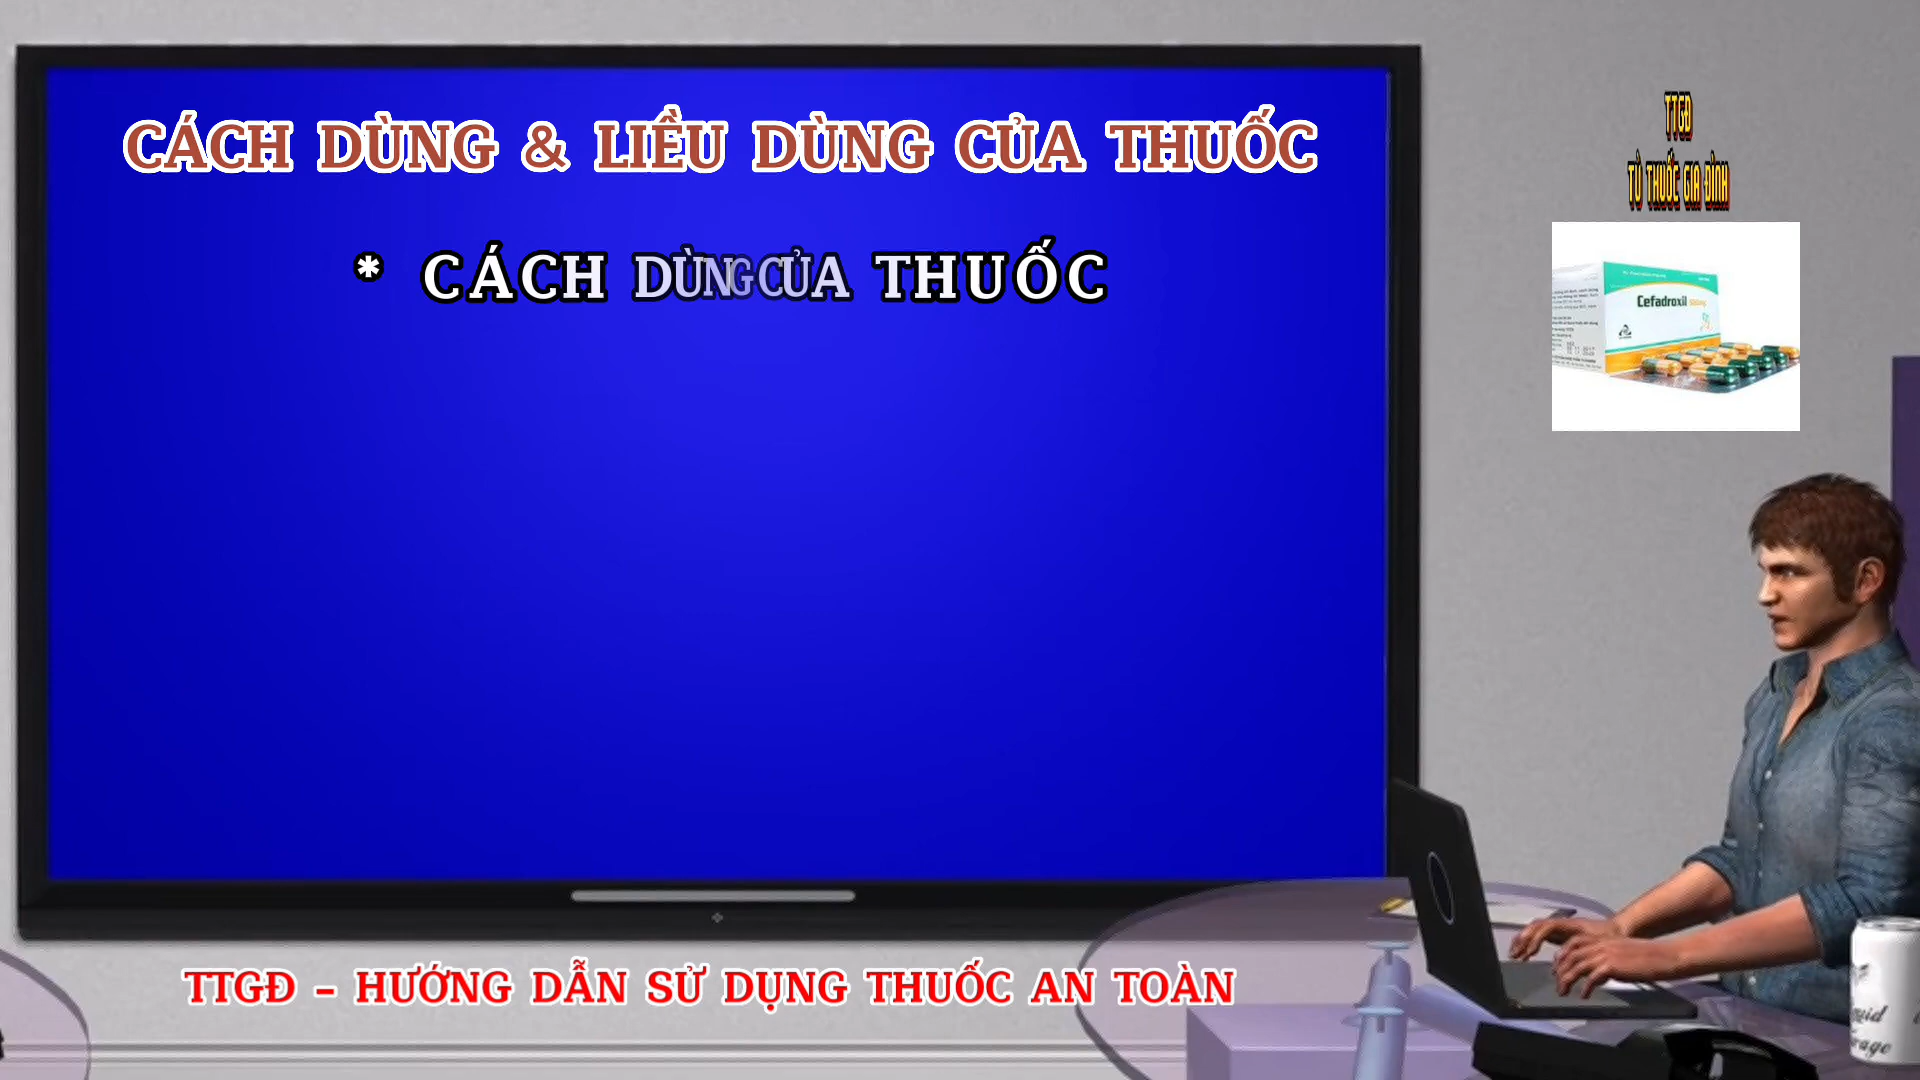 CÁCH DÙNG & LIỀU DÙNG CỦA THUỐC
* CÁCH DÙNG CỦA THUỐC
TTGĐ
TỦ THUỐC GIA ĐÌNH
Cefadroxil
TTGĐ – HƯỚNG DẪN SỬ DỤNG THUỐC AN TOÀN